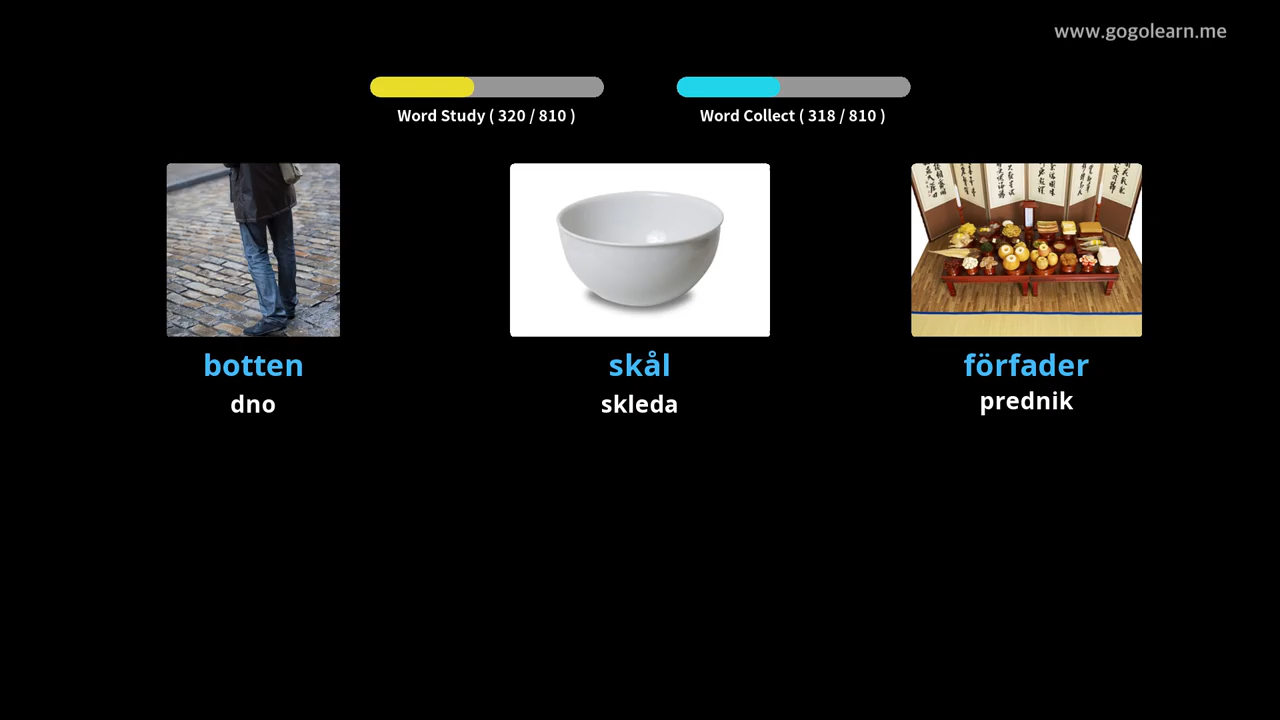 www.gogolearn.me
Word Study ( 320 / 810 )
Word Collect ( 318 / 810 )
botten
dno
skål
skleda
förfader
prednik